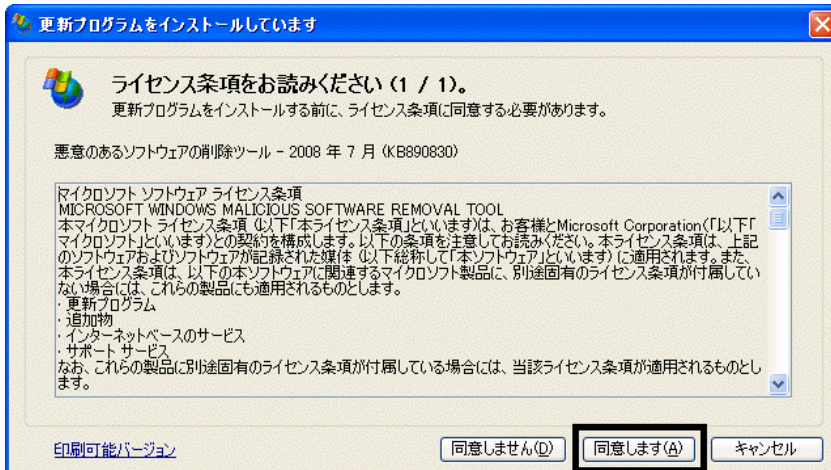 更新プログラムをインストールしています
ライセンス条項をお読みください (1 / 1)。
更新プログラムをインストールする前に、ライセンス条項に同意する必要があります。
悪意のあるソフトウェアの削除ツール - 2008 年 7 月 (KB890830)
マイクロソフト ソフトウェア ライセンス条項
MICROSOFT WINDOWS MALICIOUS SOFTWARE REMOVAL TOOL
本マイクロソフト ライセンス条項 (以下「本ライセンス条項」といいます)は、お客様とMicrosoft Corporation(「以下「
マイクロソフト」といいます)との契約を構成します。以下の条項を注意してお読みください。本ライセンス条項は、上記
のソフトウェアおよびソフトウェアが記録された媒体 (以下総称して「本ソフトウェア」といいます) に適用されます。また、
本ライセンス条項は、以下の本ソフトウェアに関連するマイクロソフト製品に、別途固有のライセンス条項が付属してい
ない場合には、これらの製品にも適用されるものとします。
・更新プログラム
・追加物
・インターネットベースのサービス
・サポート サービス
なお、これらの製品に別途固有のライセンス条項が付属している場合には、当該ライセンス条項が適用されるものとし
ます。
印刷可能バージョン
同意しません(D)
同意します(A)
キャンセル